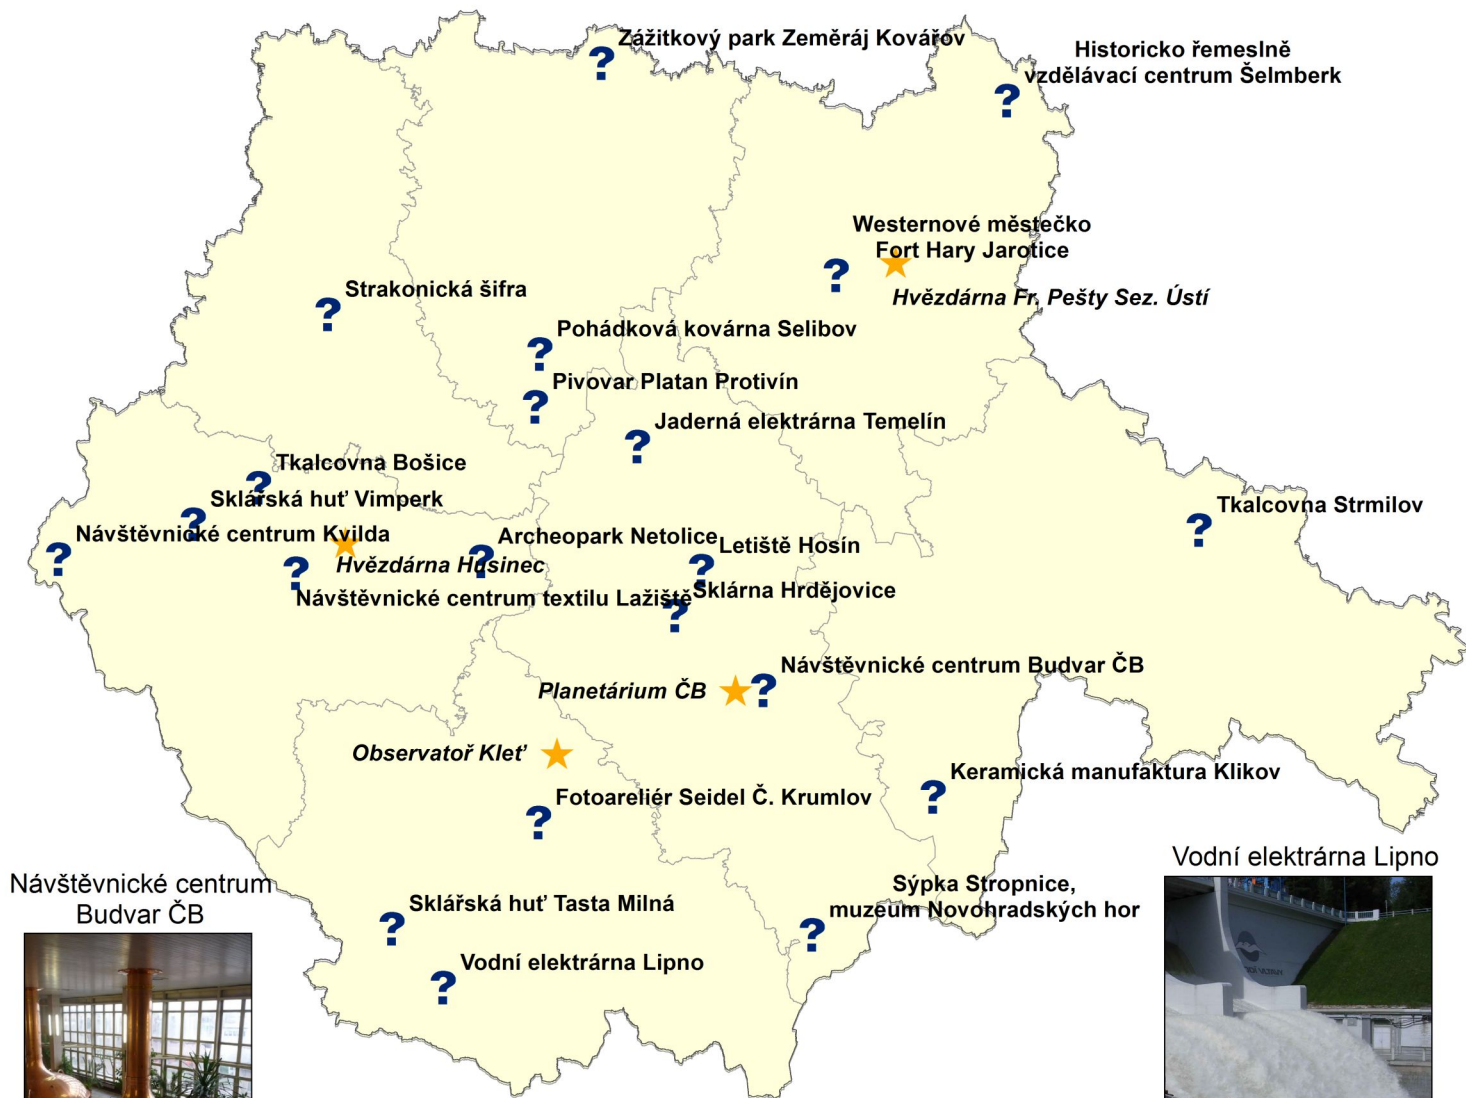 Zážitkový park Zeměráj Kovářov
Historicko řemeslně
vzdělávací centrum Šelmberk
Westernové městečko
Fort Hary Jarotice
Hvězdárna Fr. Pešty Sez. Ústí
Strakonická šifra
Pohádková kovárna Selibov
Pivovar Platan Protivín
Jaderná elektrárna Temelín
Tkalcovna Bošice
Sklářská huť Vimperk
Návštěvnické centrum Kvilda
Hvězdárna Husinec
Návštěvnické centrum textilu Lažiště
Archeopark Netolice
Letiště Hosín
Sklárna Hrdějovice
Tkalcovna Strmilov
Návštěvnické centrum Budvar ČB
Planetárium ČB
Observatoř Kleť
Keramická manufaktura Klikov
Fotoareliér Seidel Č. Krumlov
Sýpka Stropnice,
muzeum Novohradských hor
Sklářská huť Tasta Milná
Vodní elektrárna Lipno
Návštěvnické centrum
Budvar ČB
Vodní elektrárna Lipno